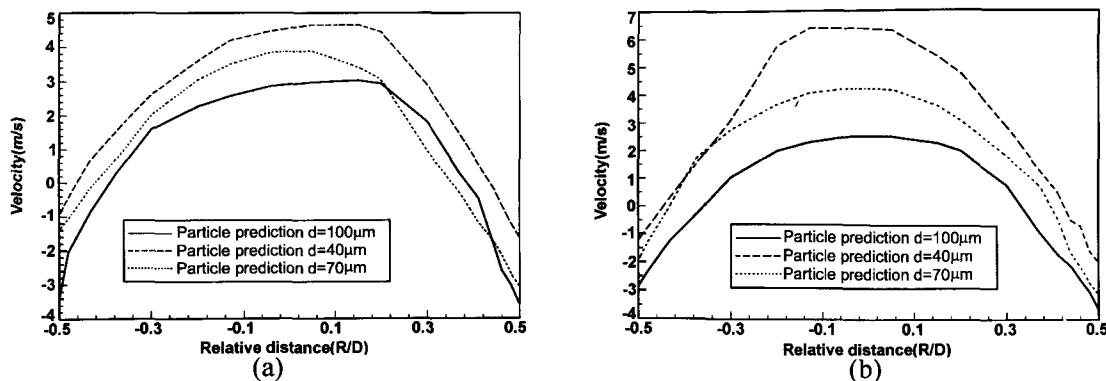 5
4
3
2
1
0
-1
-2
-3
-4
Velocity(m/s)
Particle prediction d=100μm
Particle prediction d=40μm
Particle prediction d=70μm
-0.5
-0.3
-0.1
0.1
0.3
0.5
Relative distance(R/D)
(a)
7
6
5
4
3
2
1
0
-1
-2
-3
-4
Velocity(m/s)
Particle prediction d=100μm
Particle prediction d=40μm
Particle prediction d=70μm
-0.5
-0.3
-0.1
0.1
0.3
0.5
Relative distance(R/D)
(b)